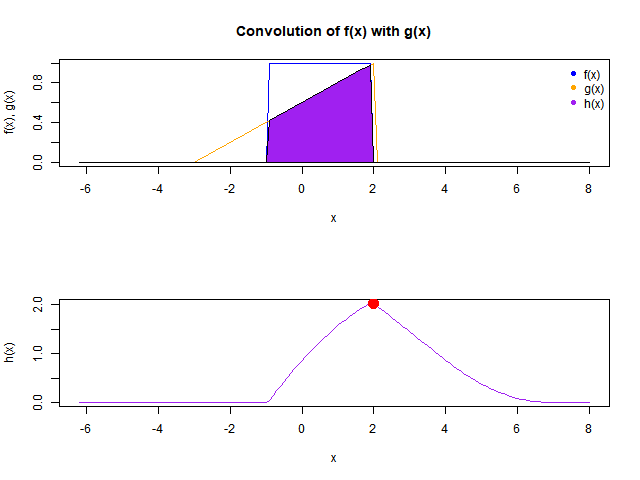 Convolution of f(x) with g(x)
f(x), g(x)
0.8
0.4
0.0
f(x)
g(x)
h(x)
-6 -4 -2 0 2 4 6 8
x
h(x)
2.0
1.0
0.0
-6 -4 -2 0 2 4 6 8
x